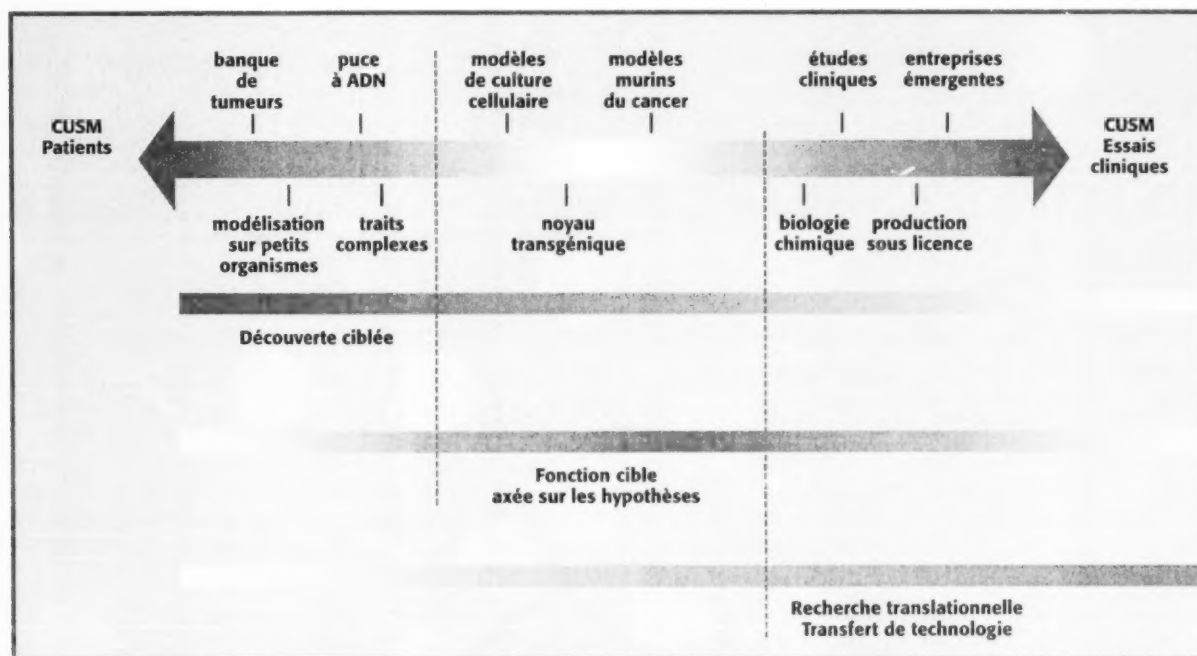 banque
de
tumeurs
puce
à ADN
modèles
de culture
cellulaire
modèles
murins
du cancer
études
cliniques
entreprises
émergentes
CUSM
Patients
CUSM
Essais
cliniques
modélisation
sur petits
organismes
traits
complexes
noyau
transgénique
biologie
chimique
production
sous licence
Découverte ciblée
Fonction cible
axée sur les hypothèses
Recherche translationnelle
Transfert de technologie